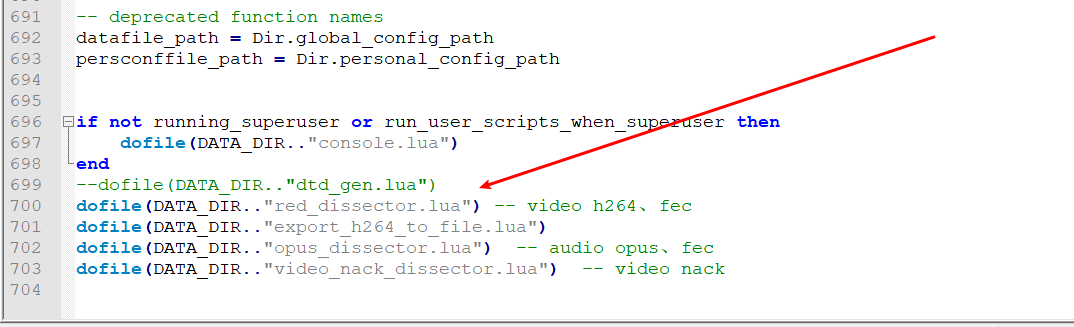 691 -- deprecated function names
692 datafile_path = Dir.global_config_path
693 persconffile_path = Dir.personal_config_path
694
695
696 if not running_superuser or run_user_scripts_when_superuser then
697 dofile(DATA_DIR.."console.lua")
698 end
699 --dofile(DATA_DIR.."dtd_gen.lua")
700 dofile(DATA_DIR.."red_dissector.lua") -- video h264、fec
701 dofile(DATA_DIR.."export_h264_to_file.lua")
702 dofile(DATA_DIR.."opus_dissector.lua") -- audio opus、fec
703 dofile(DATA_DIR.."video_nack_dissector.lua") -- video nack
704